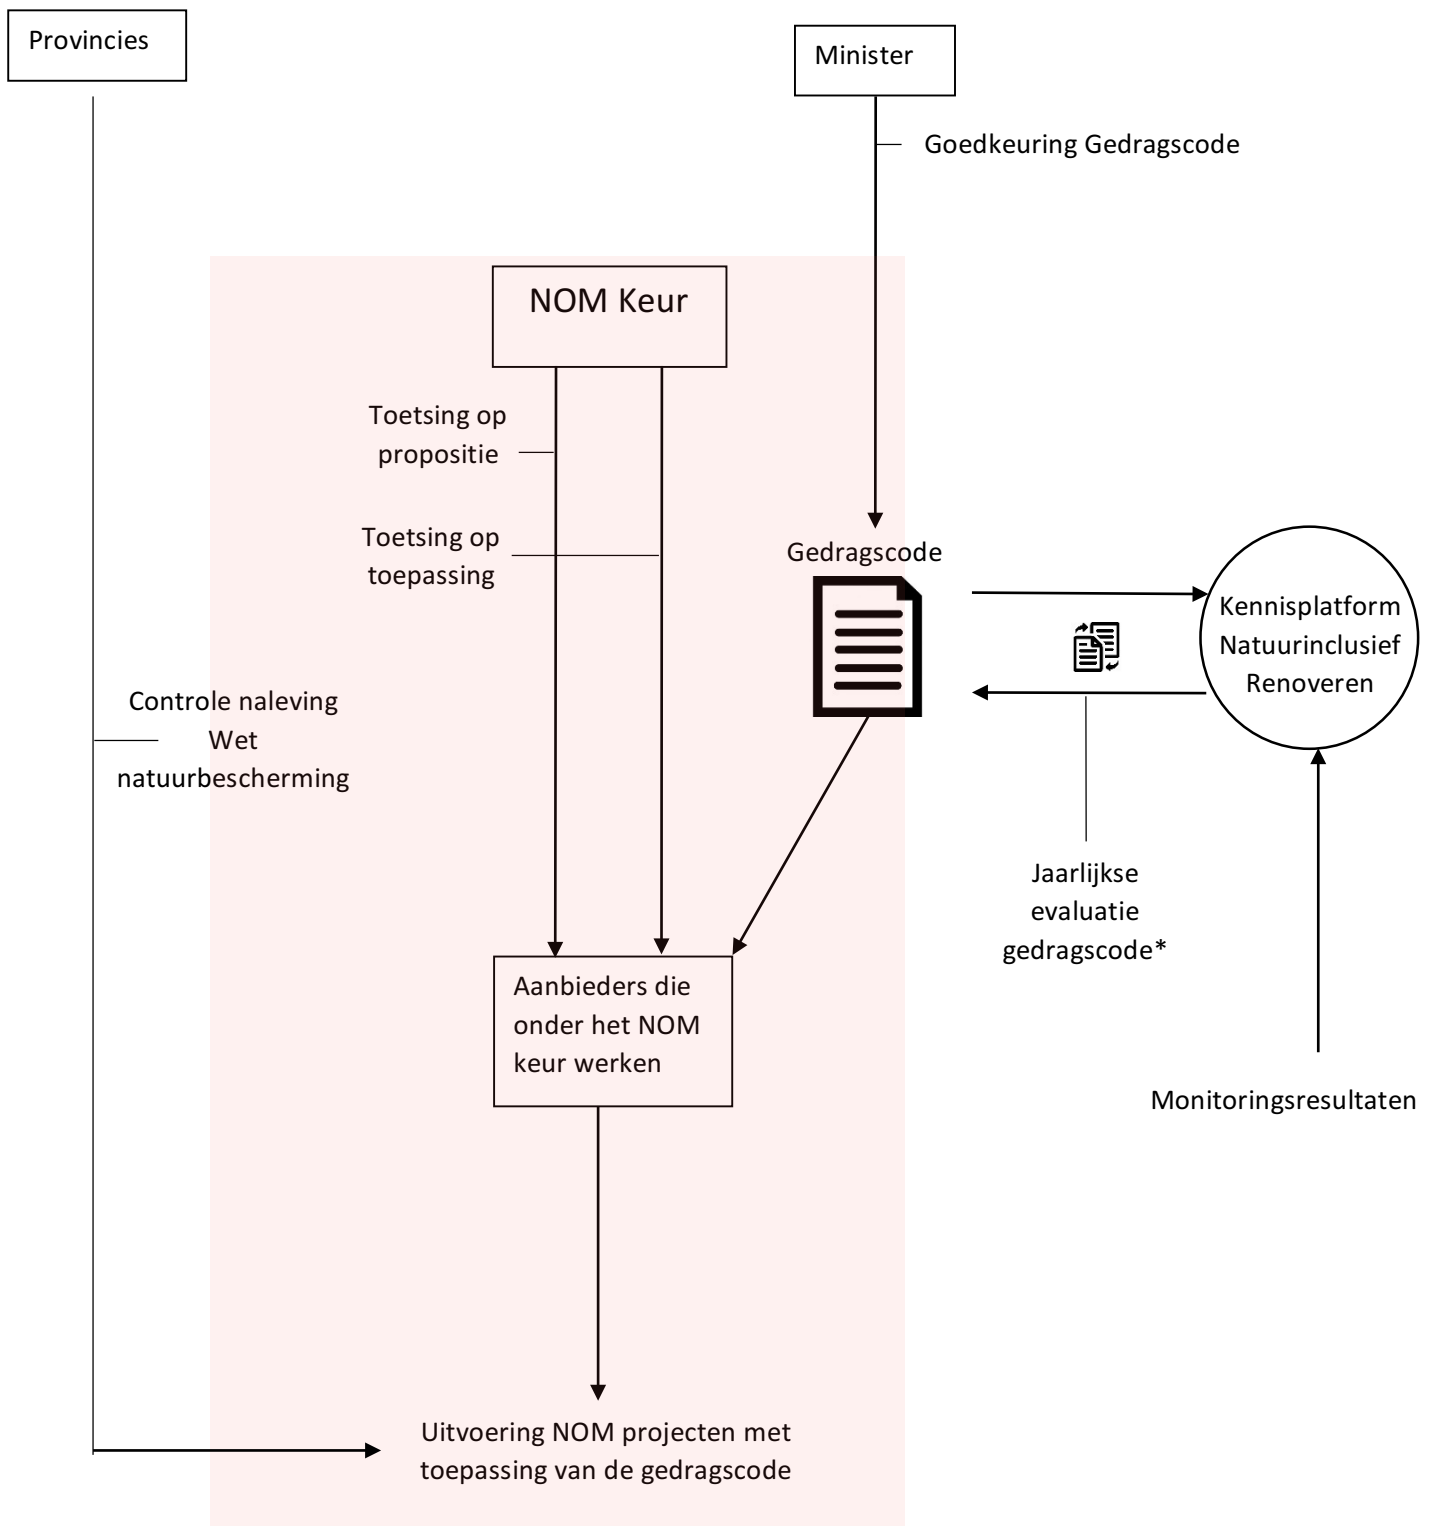 Provincies
Minister
Goedkeuring Gedragscode
NOM Keur
Toetsing op
propositie
Toetsing op
toepassing
Gedragscode
Kennisplatform
Natuurinclusief
Renoveren
Controle naleving
Wet
natuurbescherming
Jaarlijkse
evaluatie
gedragscode*
Aanbieders die
onder het NOM
keur werken
Monitoringsresultaten
Uitvoering NOM projecten met
toepassing van de gedragscode